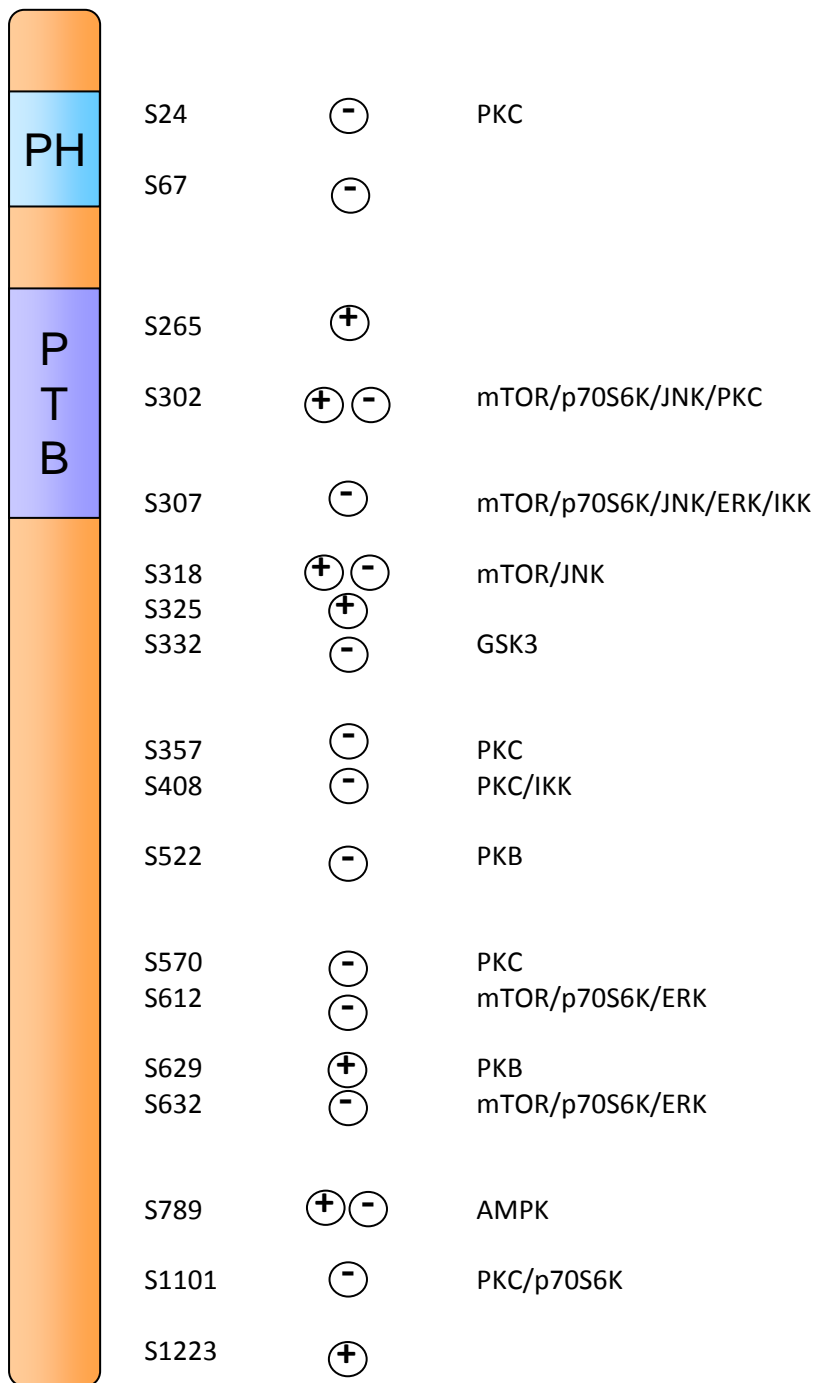 PH
P
T
B
S24 - PKC
S67 -
S265 +
S302 + - mTOR/p70S6K/JNK/PKC
S307 - mTOR/p70S6K/JNK/ERK/IKK
S318 + - mTOR/JNK
S325 +
S332 - GSK3
S357 - PKC
S408 - PKC/IKK
S522 - PKB
S570 - PKC
S612 - mTOR/p70S6K/ERK
S629 + PKB
S632 - mTOR/p70S6K/ERK
S789 + - AMPK
S1101 - PKC/p70S6K
S1223 +